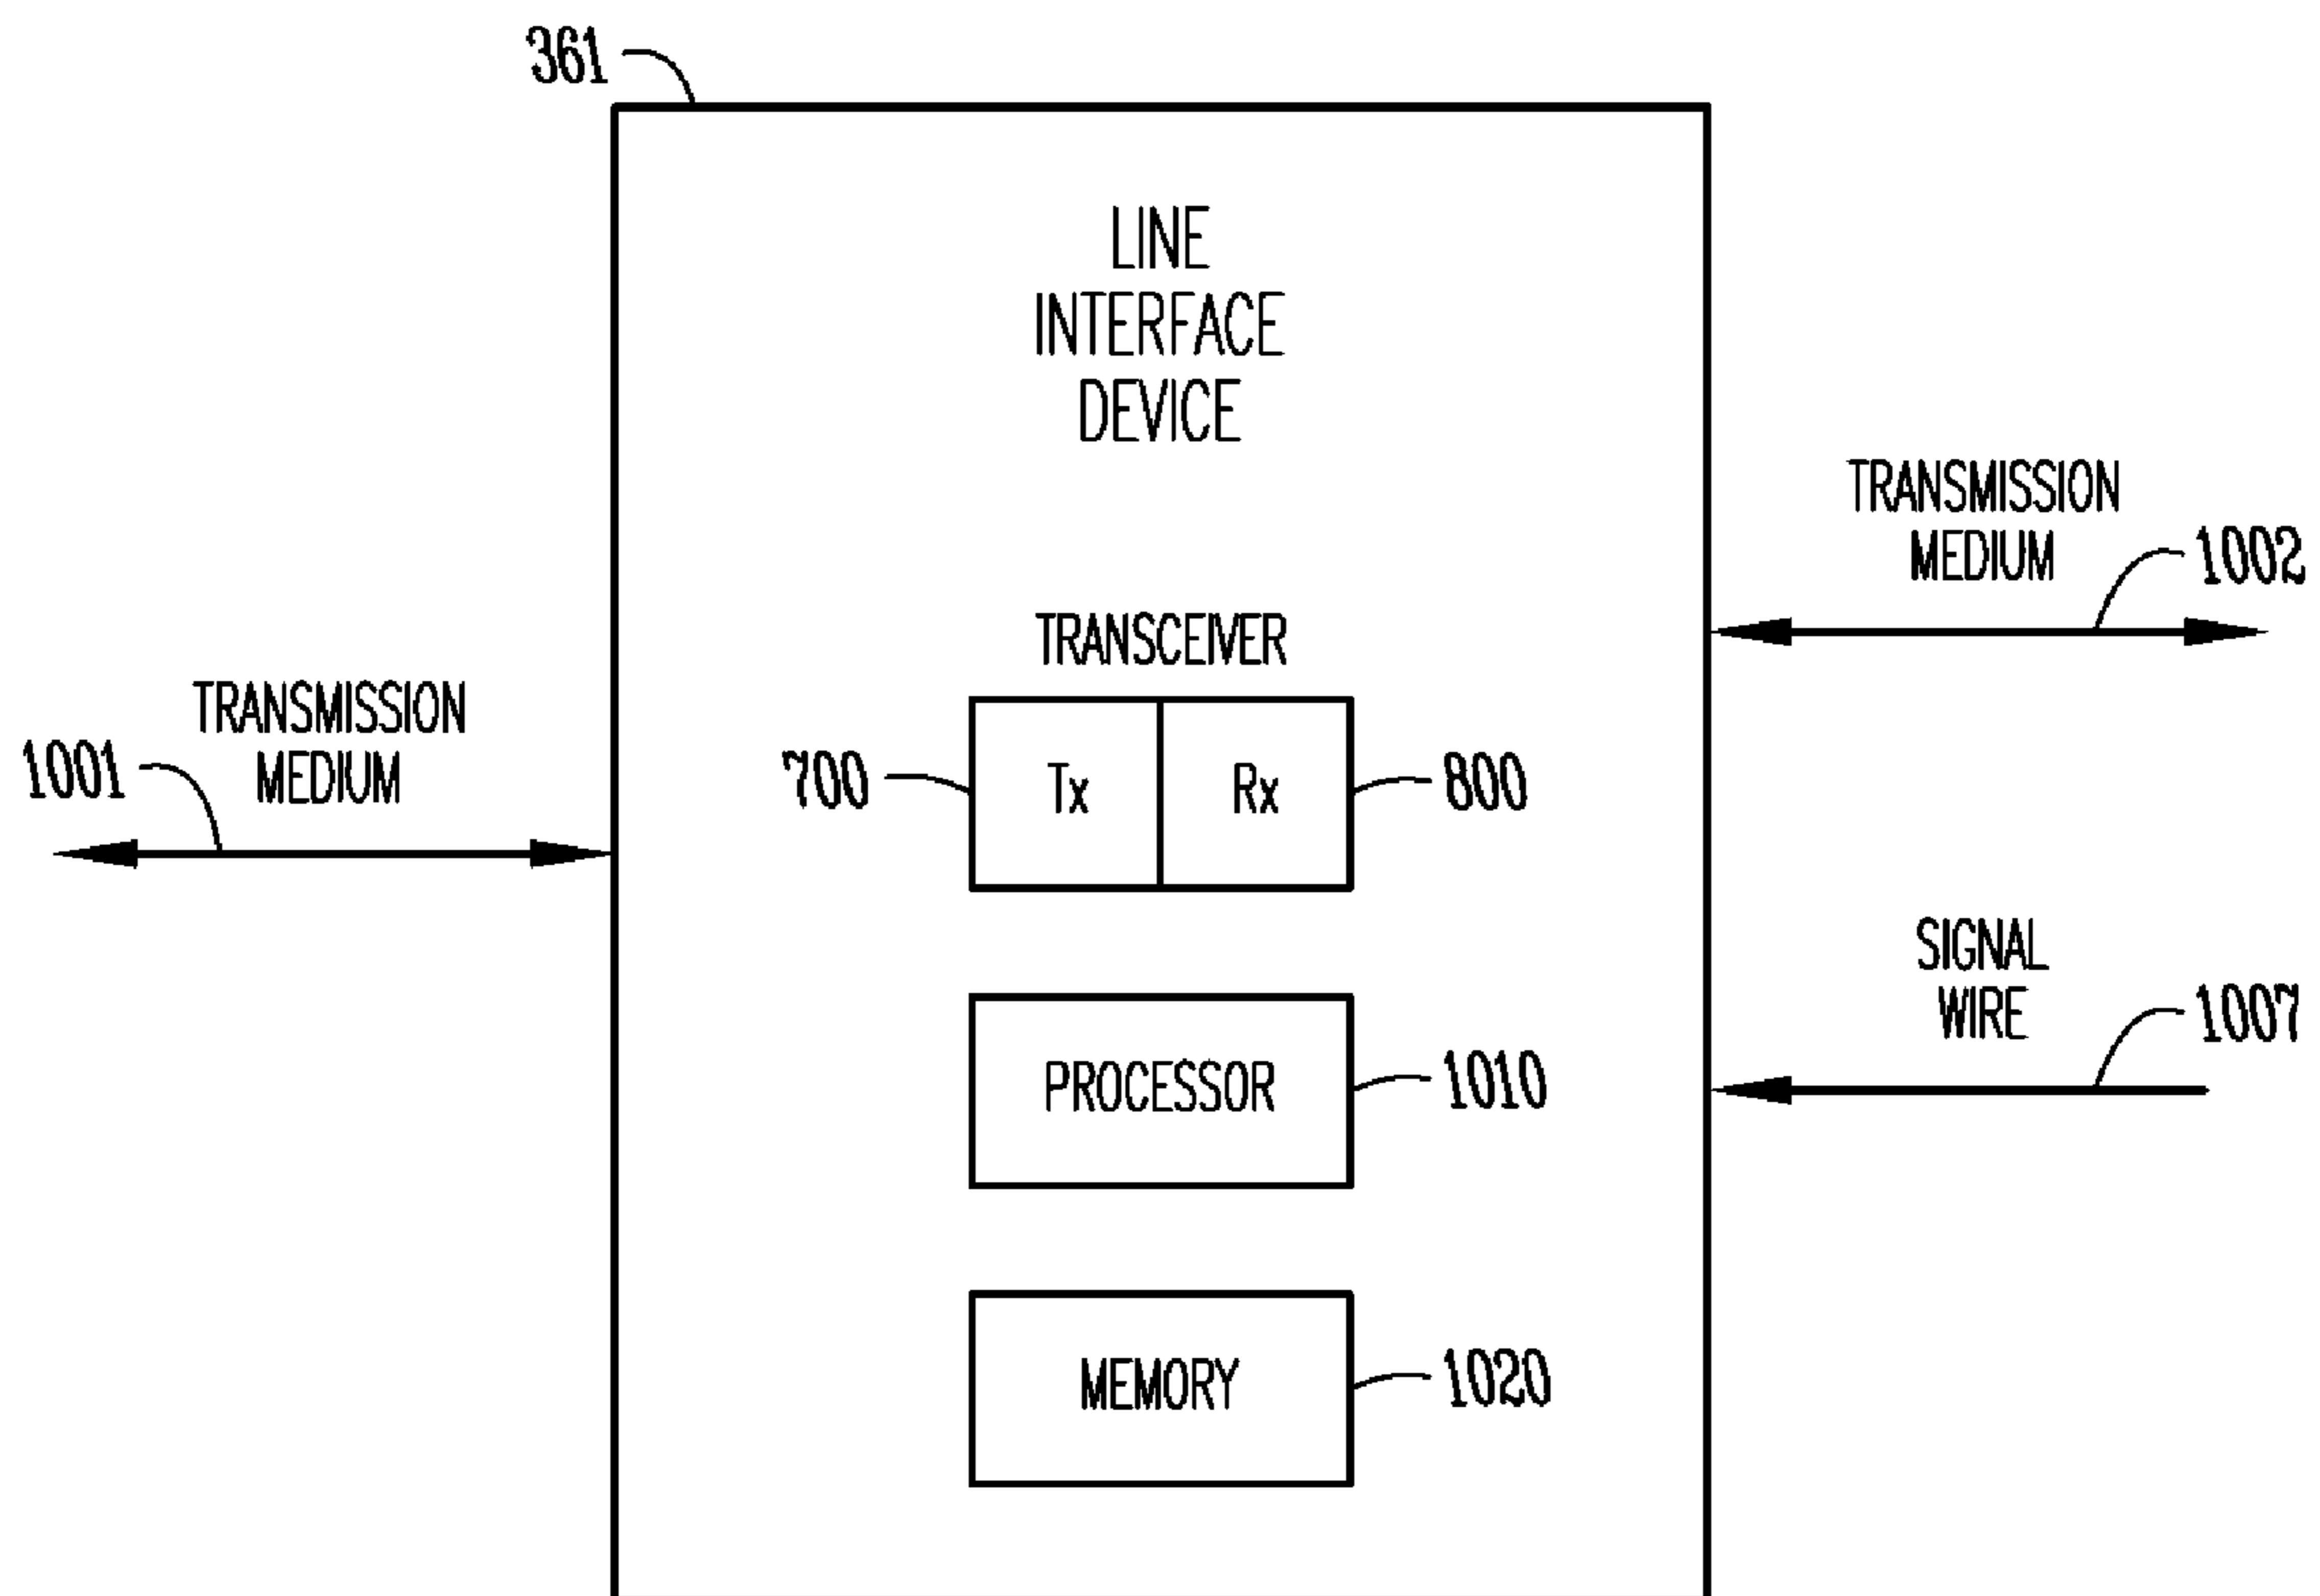 361
LINE
INTERFACE
DEVICE
TRANSMISSION
MEDIUM
1002
TRANSCEIVER
TRANSMISSION
MEDIUM
1001
700
Tx
Rx
800
SIGNAL
WIRE
1007
PROCESSOR
1010
MEMORY
1020